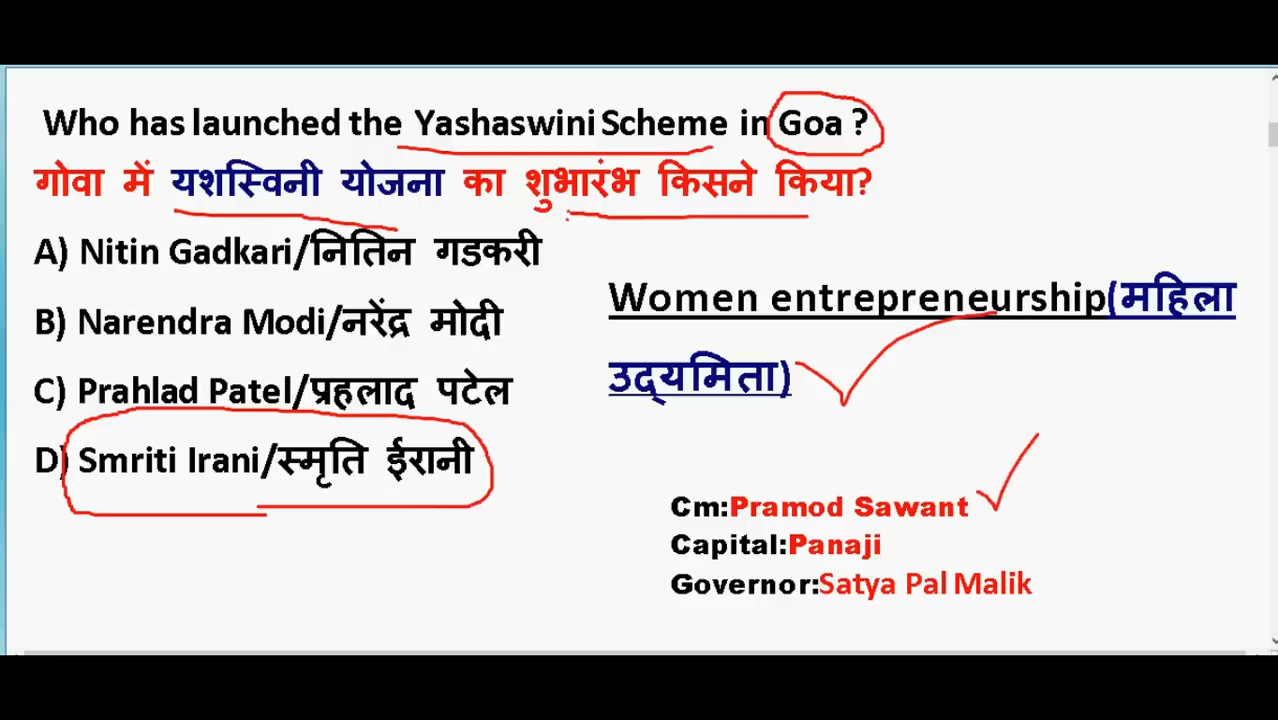 Who has launched the Yashaswini Scheme in Goa ?
गोवा में यशस्विनी योजना का शुभारंभ किसने किया?
A) Nitin Gadkari/नितिन गडकरी
B) Narendra Modi/नरेंद्र मोदी
C) Prahlad Patel/प्रहलाद पटेल
D) Smriti Irani/स्मृति ईरानी
Women entrepreneurship(महिला
उद्यमिता)
Cm:Pramod Sawant
Capital:Panaji
Governor:Satya Pal Malik